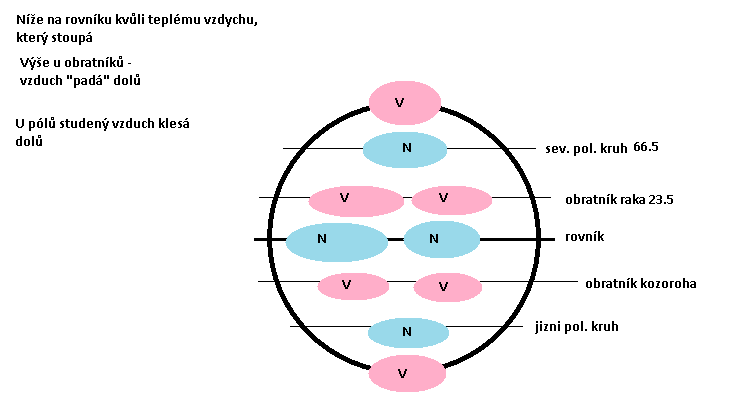 Níže na rovníku kvůli teplému vzdychu,
který stoupá
Výše u obratníků -
vzduch "padá" dolů
U pólů studený vzduch klesá
dolů
V
N
sev. pol. kruh 66.5
V V
obratník raka 23.5
N N
rovník
V V
obratník kozoroha
N
jizni pol. kruh
V